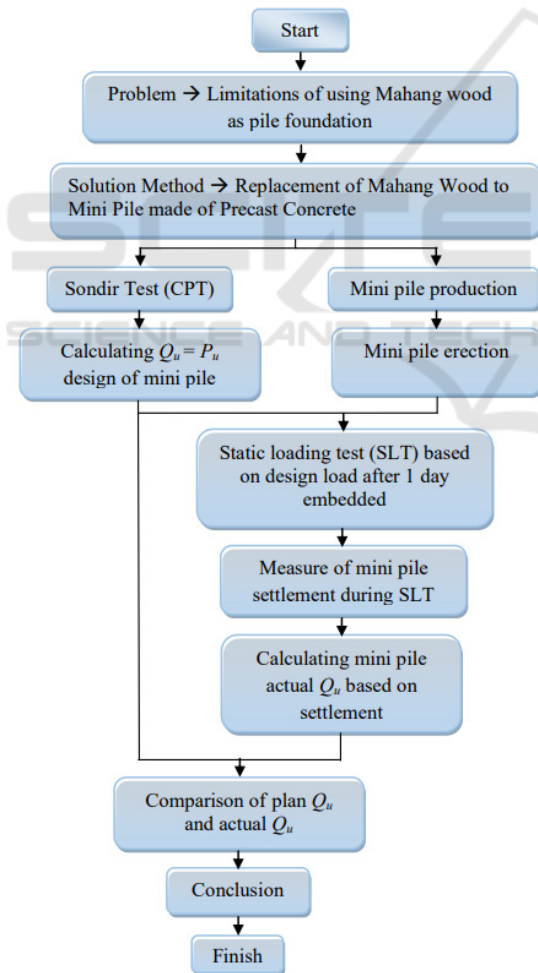 Start
Problem → Limitations of using Mahang wood
as pile foundation
Solution Method → Replacement of Mahang Wood to
Mini Pile made of Precast Concrete
Sondir Test (CPT)
Mini pile production
SCIENCE AND TECH
Calculating Qu = Pu
design of mini pile
Mini pile erection
Static loading test (SLT) based
on design load after 1 day
embedded
Measure of mini pile
settlement during SLT
Calculating mini pile
actual Qu based on
settlement
Comparison of plan Qu
and actual Qu
Conclusion
Finish